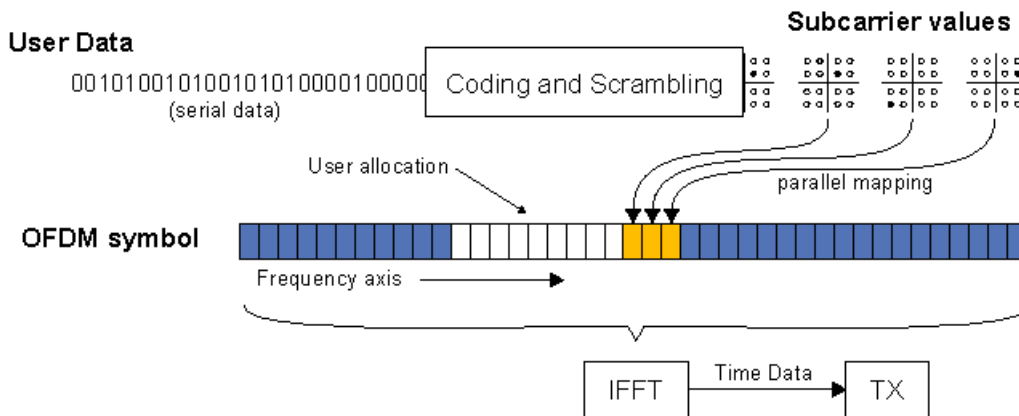 Subcarrier values
User Data
001010010100101010000100000
Coding and Scrambling
(serial data)
User allocation
parallel mapping
OFDM symbol
Frequency axis
IFFT
Time Data
TX